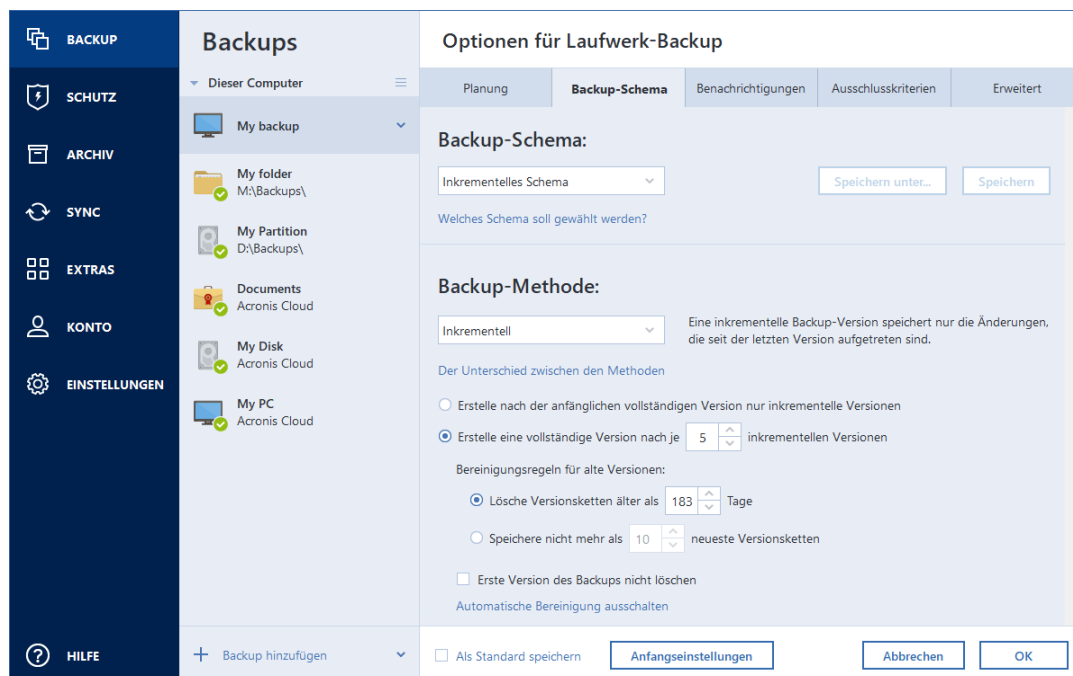 BACKUP
SCHUTZ
ARCHIV
SYNC
EXTRAS
KONTO
EINSTELLUNGEN
HILFE
Backups
Dieser Computer
My backup
My folder
M:\Backups\
My Partition
D:\Backups\
Documents
Acronis Cloud
My Disk
Acronis Cloud
My PC
Acronis Cloud
Backup hinzufügen
Optionen für Laufwerk-Backup
Planung Backup-Schema Benachrichtigungen Ausschlusskriterien Erweitert
Backup-Schema:
Inkrementelles Schema Speichern unter... Speichern
Welches Schema soll gewählt werden?
Backup-Methode:
Inkrementell
Eine inkrementelle Backup-Version speichert nur die Änderungen,
die seit der letzten Version aufgetreten sind.
Der Unterschied zwischen den Methoden
Erstelle nach der anfänglichen vollständigen Version nur inkrementelle Versionen
Erstelle eine vollständige Version nach je 5 inkrementellen Versionen
Bereinigungsregeln für alte Versionen:
Lösche Versionsketten älter als 183 Tage
Speichere nicht mehr als 10 neueste Versionsketten
Erste Version des Backups nicht löschen
Automatische Bereinigung ausschalten
Als Standard speichern Anfangseinstellungen Abbrechen OK